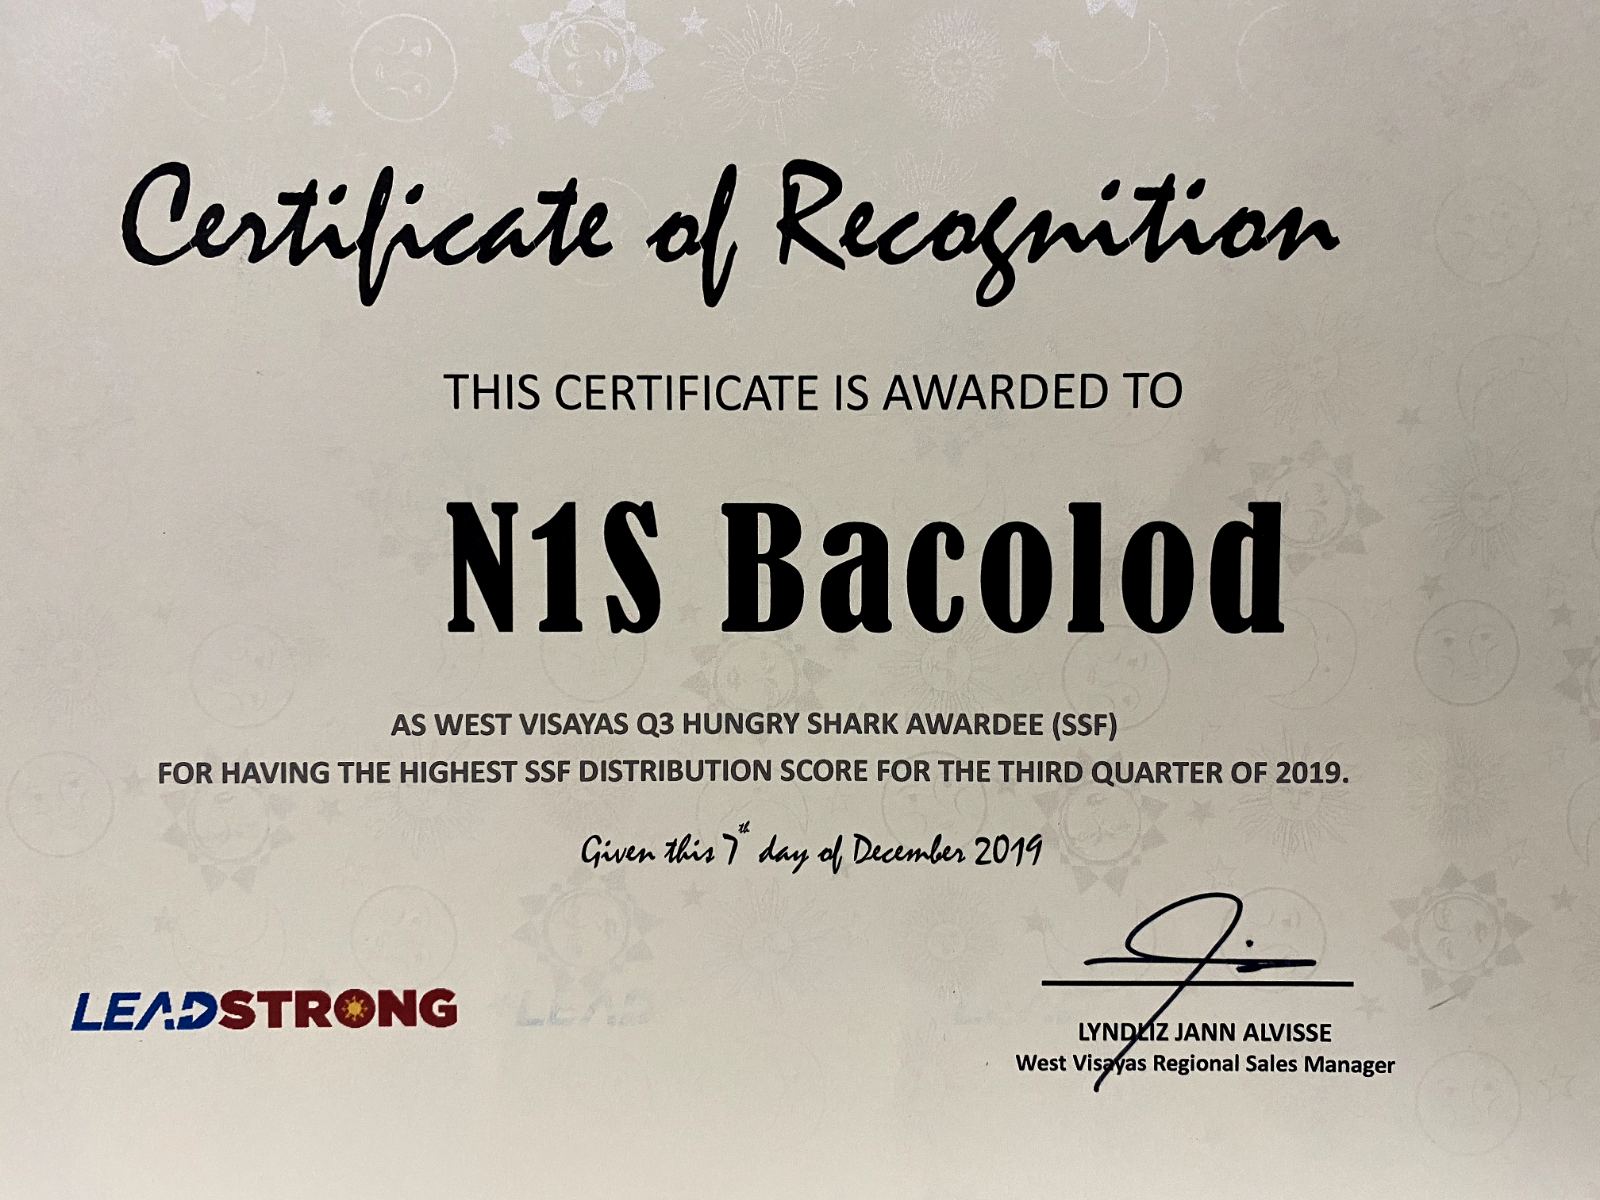 Certificate of Recognition
THIS CERTIFICATE IS AWARDED TO
N1S Bacolod
AS WEST VISAYAS Q3 HUNGRY SHARK AWARDEE (SSF)
FOR HAVING THE HIGHEST SSF DISTRIBUTION SCORE FOR THE THIRD QUARTER OF 2019.
Given this 7th day of December 2019
LEADSTRONG
LYNDLIZ JANN ALVISSE
West Visayas Regional Sales Manager